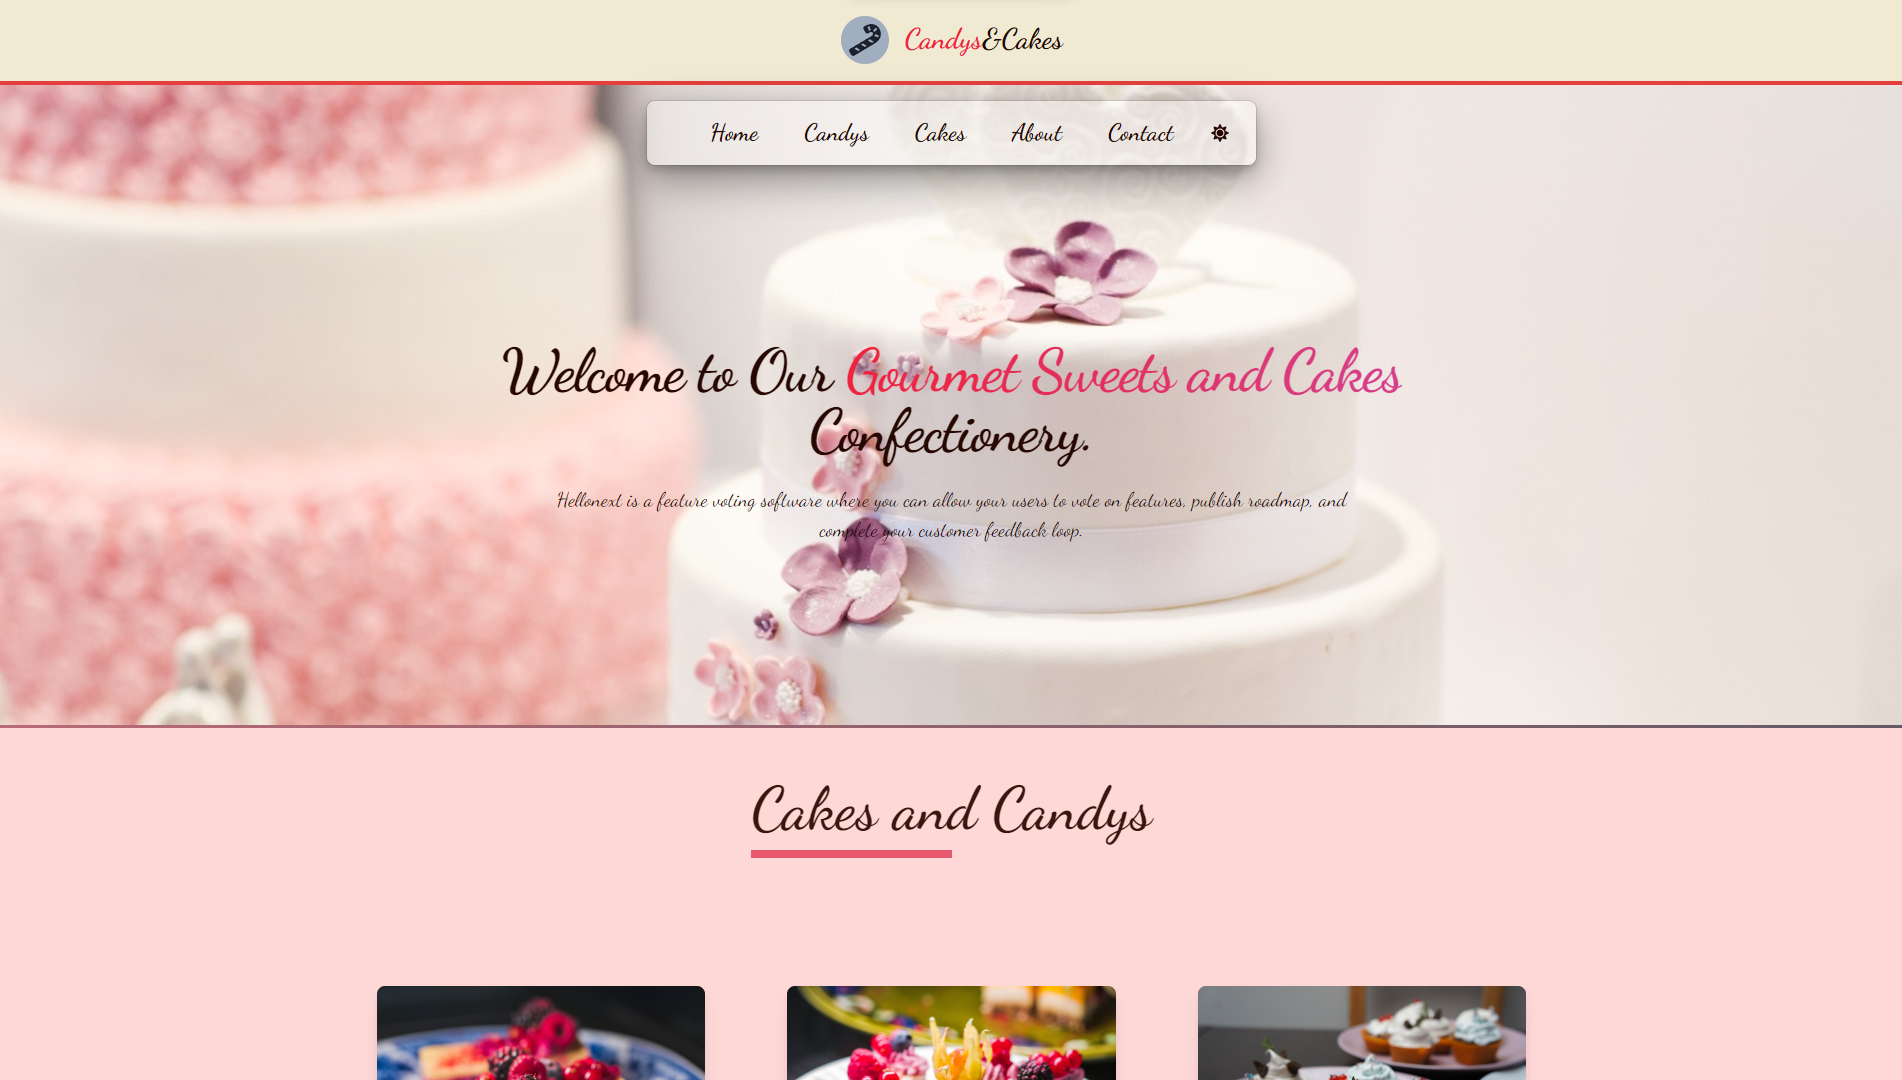 Candys&Cakes
Home Candys Cakes About Contact
Welcome to Our Gourmet Sweets and Cakes
Confectionery.
Hellonext is a feature voting software where you can allow your users to vote on features, publish roadmap, and
complete your customer feedback loop.
Cakes and Candys